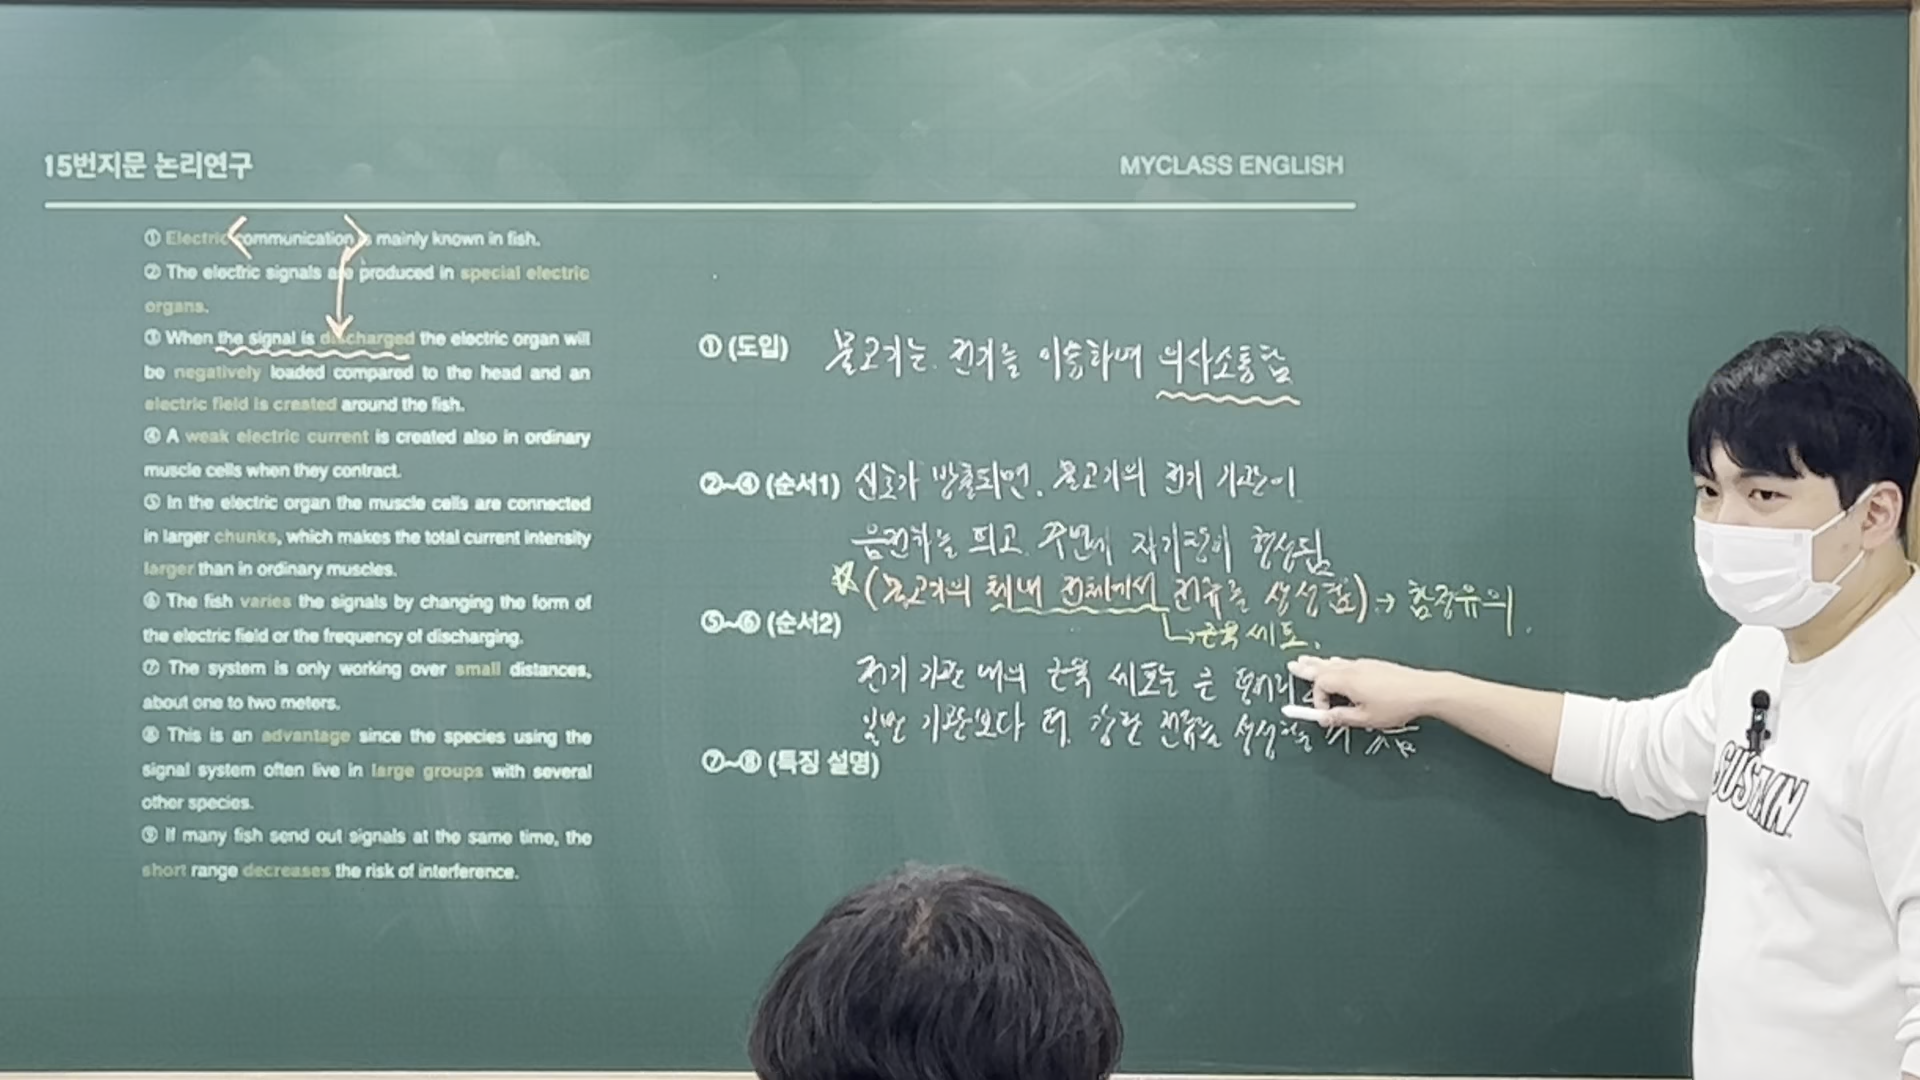 15번지문 논리연구
MYCLASS ENGLISH
① Electric communication is mainly known in fish.
② The electric signals are produced in special electric
organs.
③ When the signal is discharged the electric organ will
be negatively loaded compared to the head and an
electric field is created around the fish.
④ A weak electric current is created also in ordinary
muscle cells when they contract.
⑤ In the electric organ the muscle cells are connected
in larger chunks, which makes the total current intensity
larger than in ordinary muscles.
⑥ The fish varies the signals by changing the form of
the electric field or the frequency of discharging.
⑦ The system is only working over small distances,
about one to two meters.
⑧ This is an advantage since the species using the
signal system often live in large groups with several
other species.
⑨ If many fish send out signals at the same time, the
short range decreases the risk of interference.
① (도입) 물고기는 전기를 이용하며 의사소통함
②~④ (순서1) 신호가 방출되면, 물고기의 전기 기관이
음전하를 띄고 주변에 자기장이 형성됨
(물고기의 체내 전체에서 전류를 생성함) → 함정유의
→근육 세포.
⑤~⑥ (순서2)
전기 기관 내의 근육 세포는 큰 덩어리
일반 기관보다 더 강한 전류를 생성할 수
⑦~⑧ (특징 설명)
SUSMN